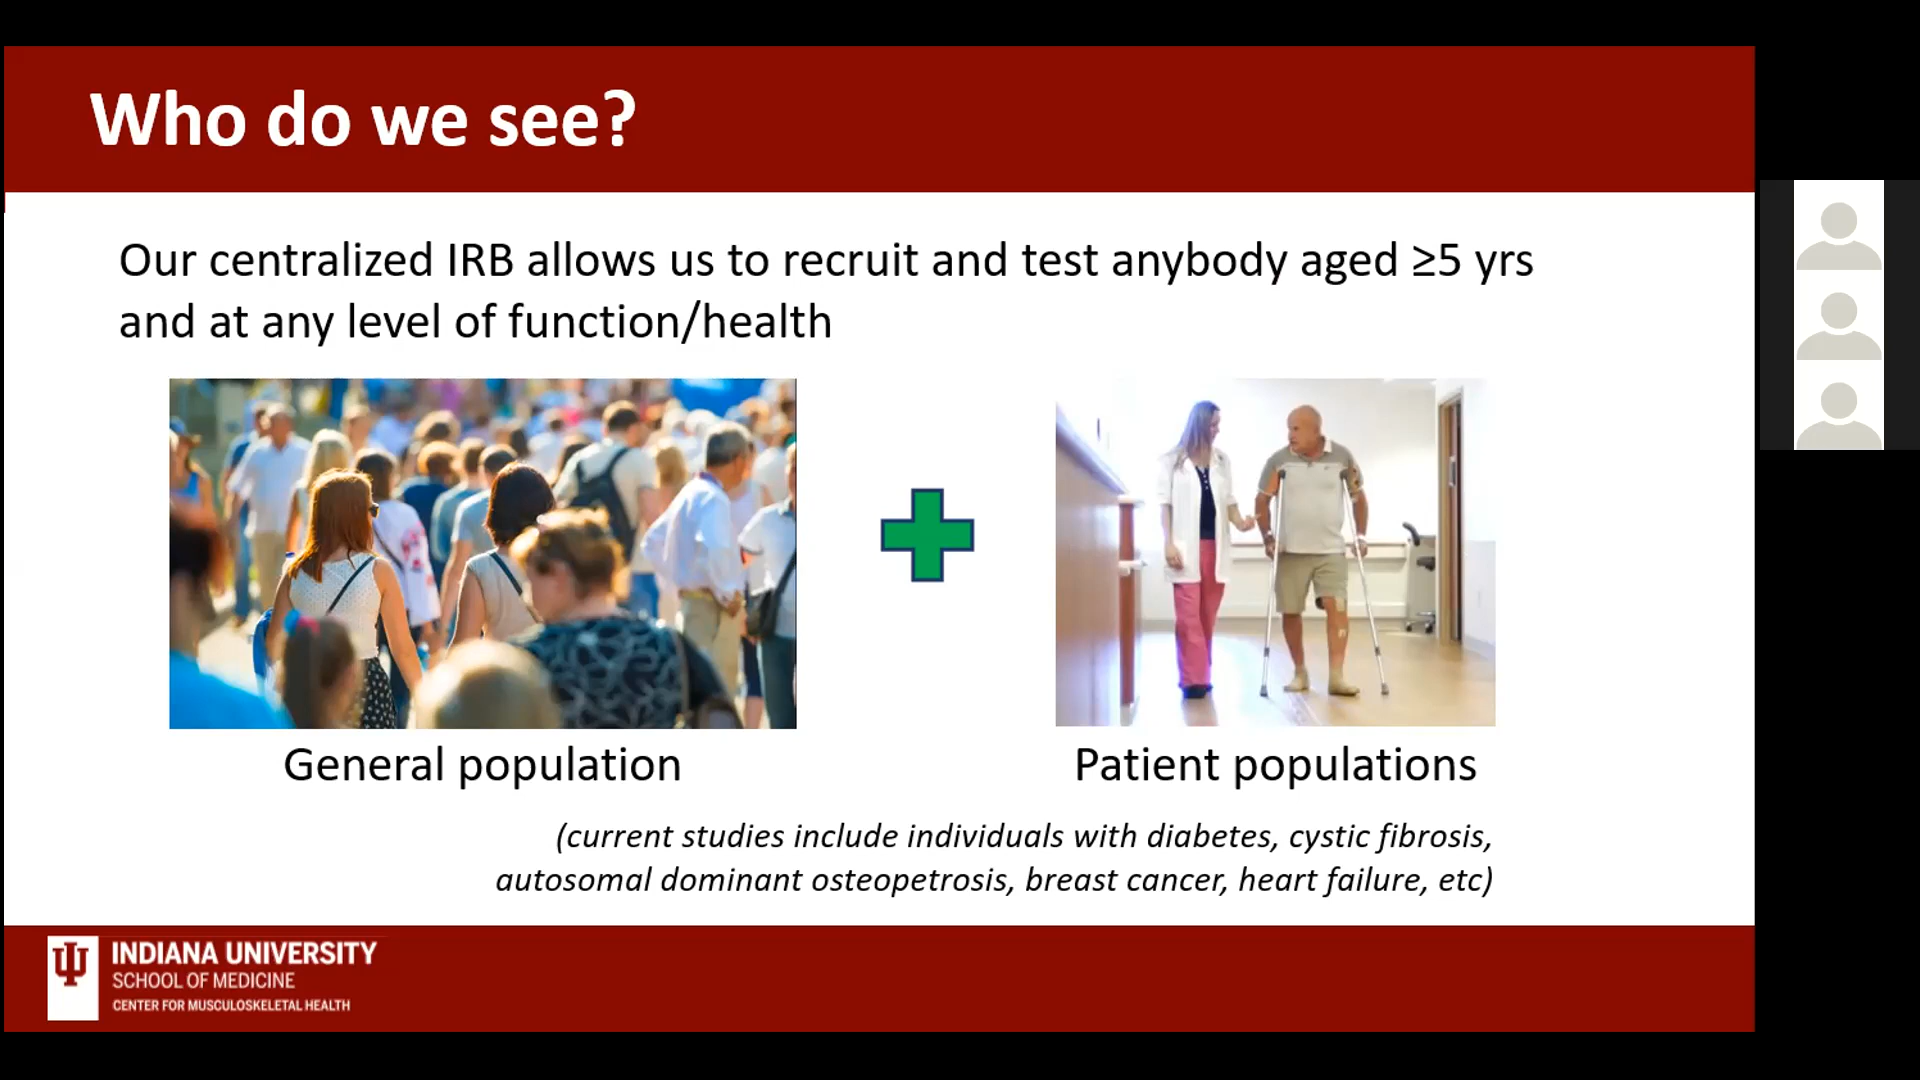 Who do we see?
Our centralized IRB allows us to recruit and test anybody aged ≥5 yrs
and at any level of function/health
General population
Patient populations
(current studies include individuals with diabetes, cystic fibrosis,
autosomal dominant osteopetrosis, breast cancer, heart failure, etc)
INDIANA UNIVERSITY
SCHOOL OF MEDICINE
CENTER FOR MUSCULOSKELETAL HEALTH